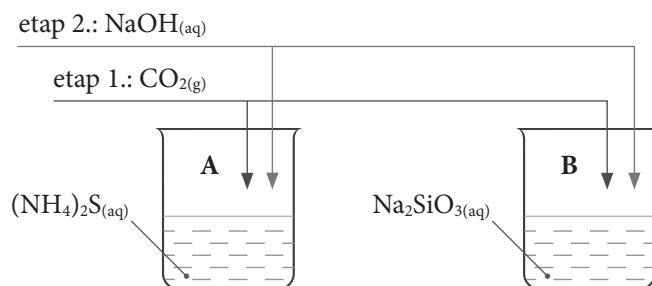 etap 2.: NaOH(aq)
etap 1.: CO2(g)
A
B
(NH4)2S(aq)
Na2SiO3(aq)